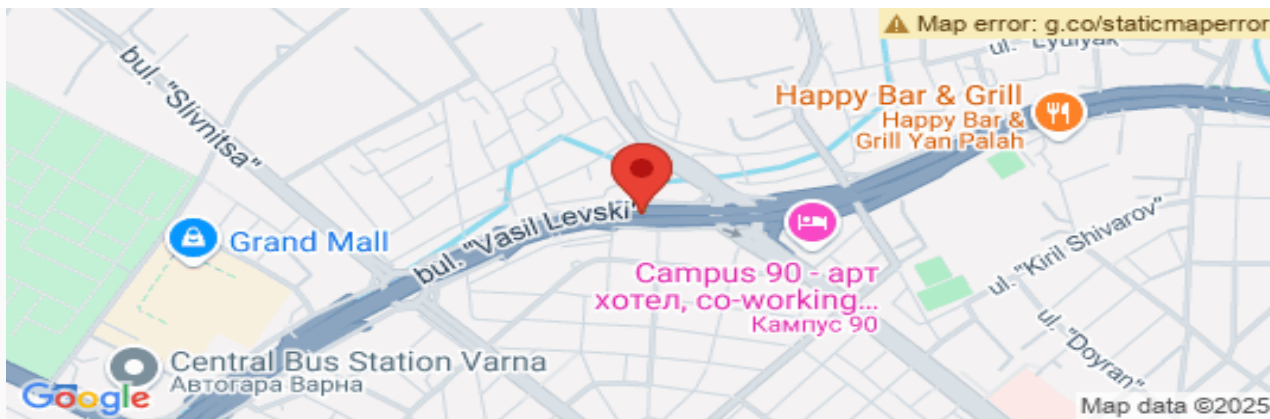 Map error: g.co/staticmaperror
ul. "Lyulyak"
bul. "Slivnitsa"
Happy Bar & Grill
Happy Bar &
Grill Yan Palah
bul. "Vasil Levski"
Grand Mall
ul. "Kiril Shivarov"
Campus 90 - арт
хотел, co-working...
Кампус 90
ul. "Doyran"
Central Bus Station Varna
Автогара Варна
Google
Map data ©2025